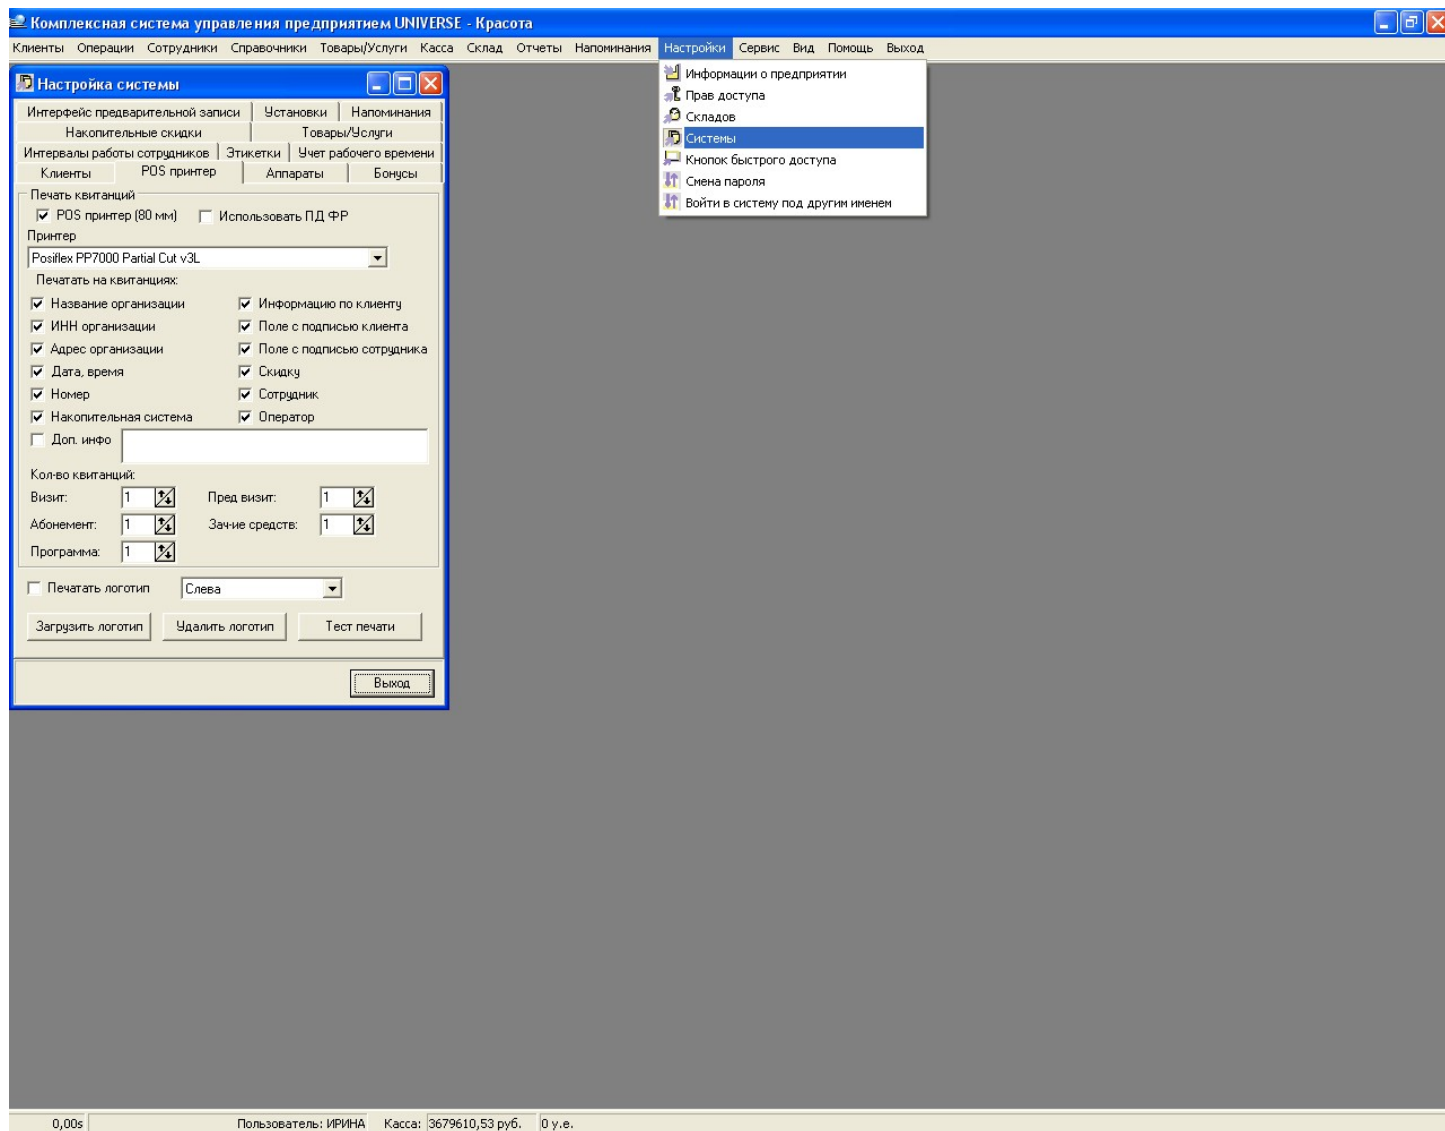 Комплексная система управления предприятием UNIVERSE - Красота
Клиенты Операции Сотрудники Справочники Товары/Услуги Касса Склад Отчеты Напоминания Настройки Сервис Вид Помощь Выход
Информации о предприятии
Прав доступа
Складов
Системы
Кнопок быстрого доступа
Смена пароля
Войти в систему под другим именем
Настройка системы
Интерфейс предварительной записи Установки Напоминания
Накопительные скидки Товары/Услуги
Интервалы работы сотрудников Этикетки Учет рабочего времени
Клиенты POS принтер Аппараты Бонусы
Печать квитанций
POS принтер (80 мм) Использовать ПД ФР
Принтер
Posiflex PP7000 Partial Cut v3L
Печатать на квитанциях:
Название организации Информацию по клиенту
ИНН организации Поле с подписью клиента
Адрес организации Поле с подписью сотрудника
Дата, время Скидку
Номер Сотрудник
Накопительная система Оператор
Доп. инфо
Кол-во квитанций:
Визит: 1 Пред визит: 1
Абонемент: 1 Зач-ие средств: 1
Программа: 1
Печатать логотип Слева
Загрузить логотип Удалить логотип Тест печати
Выход
0,00s Пользователь: ИРИНА Касса: 3679610,53 руб. 0 у.е.